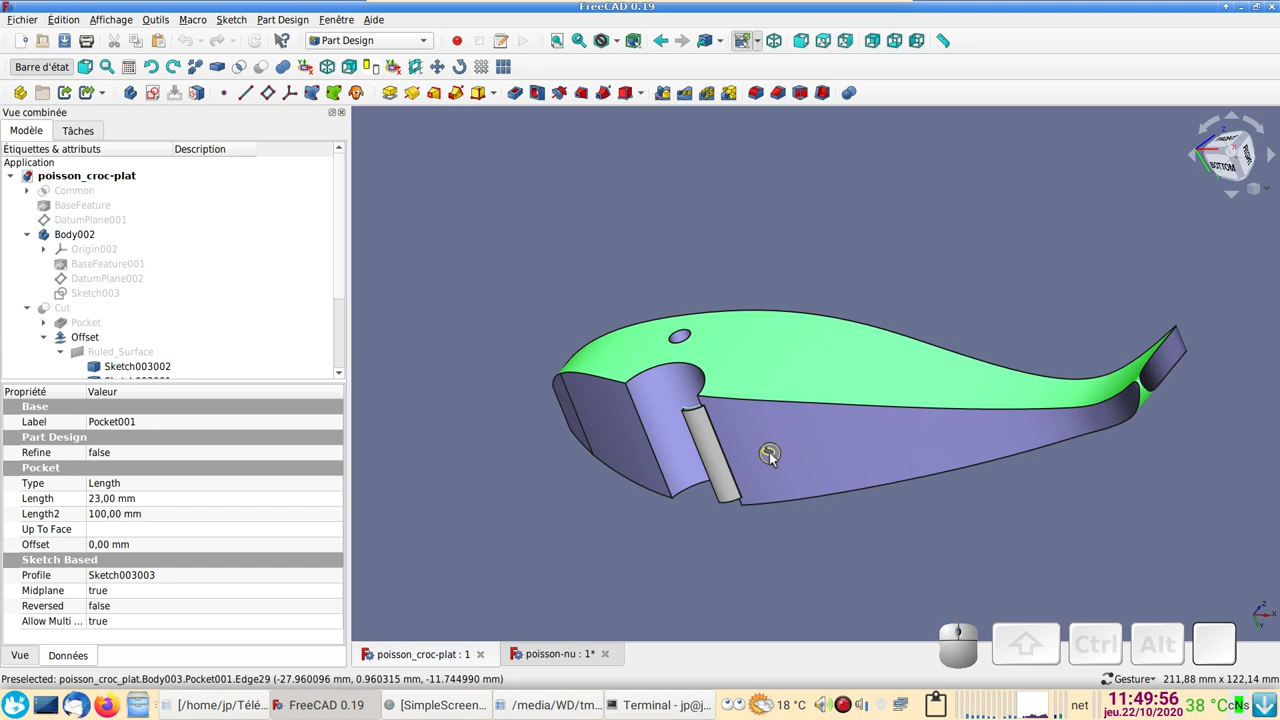 FreeCAD 0.19
Fichier Édition Affichage Outils Macro Sketch Part Design Fenêtre Aide
Part Design
Barre d'état
Vue combinée
Modèle Tâches
Étiquettes & attributs Description
Application
poisson_croc-plat
Common
BaseFeature
DatumPlane001
Body002
Origin002
BaseFeature001
DatumPlane002
Sketch003
Cut
Pocket
Offset
Ruled_Surface
Sketch003002
Propriété Valeur
Base
Label Pocket001
Part Design
Refine false
Pocket
Type Length
Length 23,00 mm
Length2 100,00 mm
Up To Face
Offset 0,00 mm
Sketch Based
Profile Sketch003003
Midplane true
Reversed false
Allow Multi ... true
Vue Données
BOTTOM
poisson_croc-plat : 1 poisson-nu : 1*
Ctrl Alt
Preselected: poisson_croc_plat.Body003.Pocket001.Edge29 (-27.960096 mm, 0.960315 mm, -11.744990 mm) Gesture 211,88 mm x 122,14 mm
[/home/jp/Télé... FreeCAD 0.19 [SimpleScreen... /media/WD/tm... Terminal - jp@j... 18 °C net 11:49:56 jeu.22/10/2020 38 °C